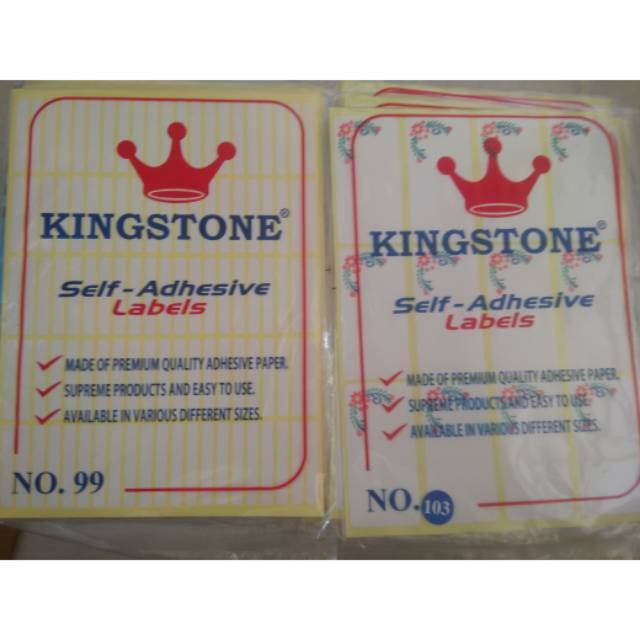 KINGSTONE®
Self-Adhesive
Labels
MADE OF PREMIUM QUALITY ADHESIVE PAPER.
SUPREME PRODUCTS AND EASY TO USE.
AVAILABLE IN VARIOUS DIFFERENT SIZES.
NO. 99
KINGSTONE®
Self-Adhesive
Labels
MADE OF PREMIUM QUALITY ADHESIVE PAPER.
SUPREME PRODUCTS AND EASY TO USE.
AVAILABLE IN VARIOUS DIFFERENT SIZES.
NO. 103